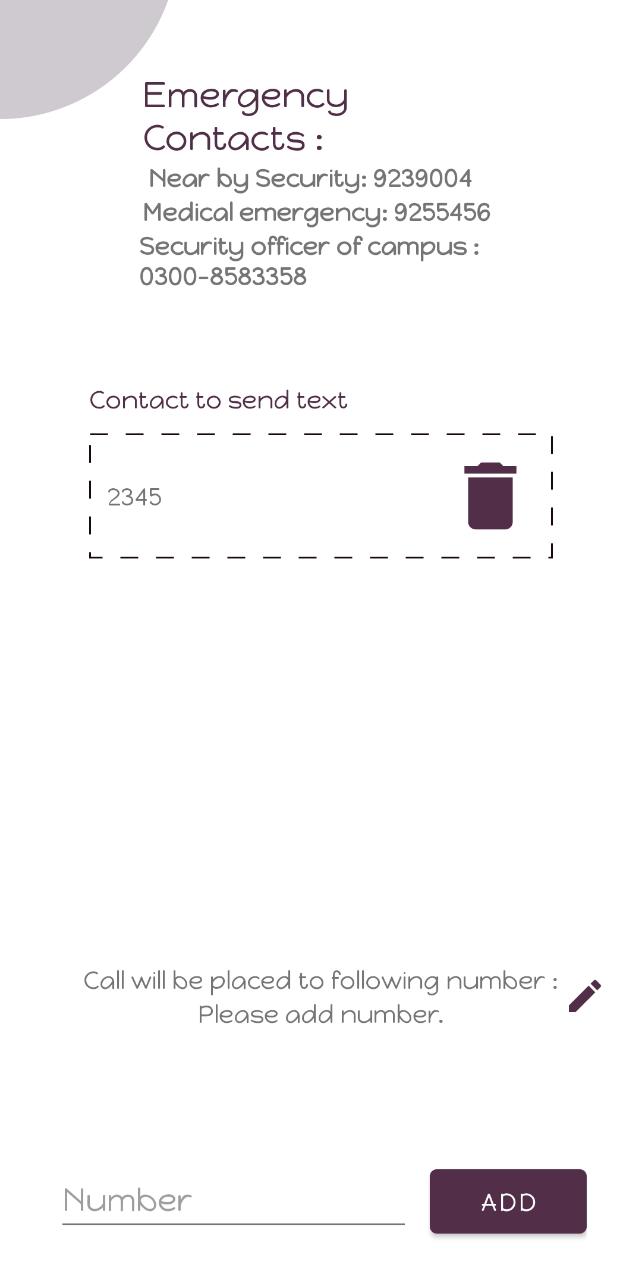 Emergency
Contacts :
Near by Security: 9239004
Medical emergency: 9255456
Security officer of campus :
0300-8583358
Contact to send text
2345
Call will be placed to following number :
Please add number.
Number
ADD